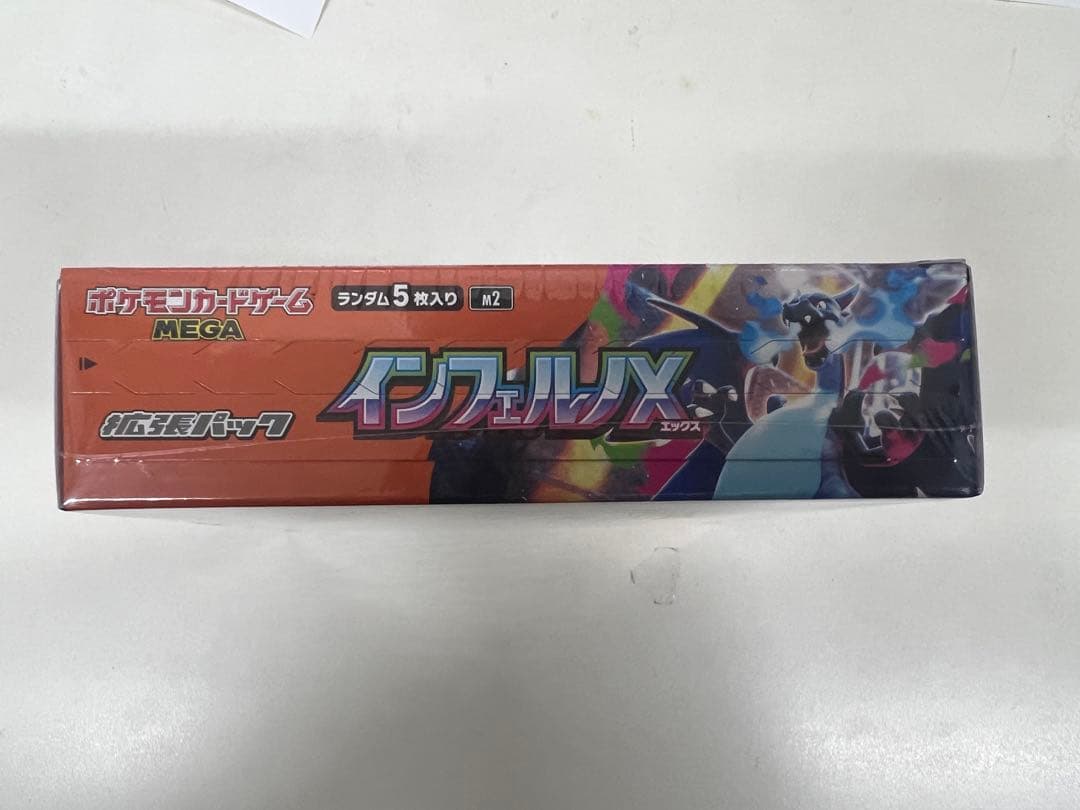 ポケモンカードゲーム
MEGA
ランダム5枚入り
M2
インフェルノX
エックス
拡張パック